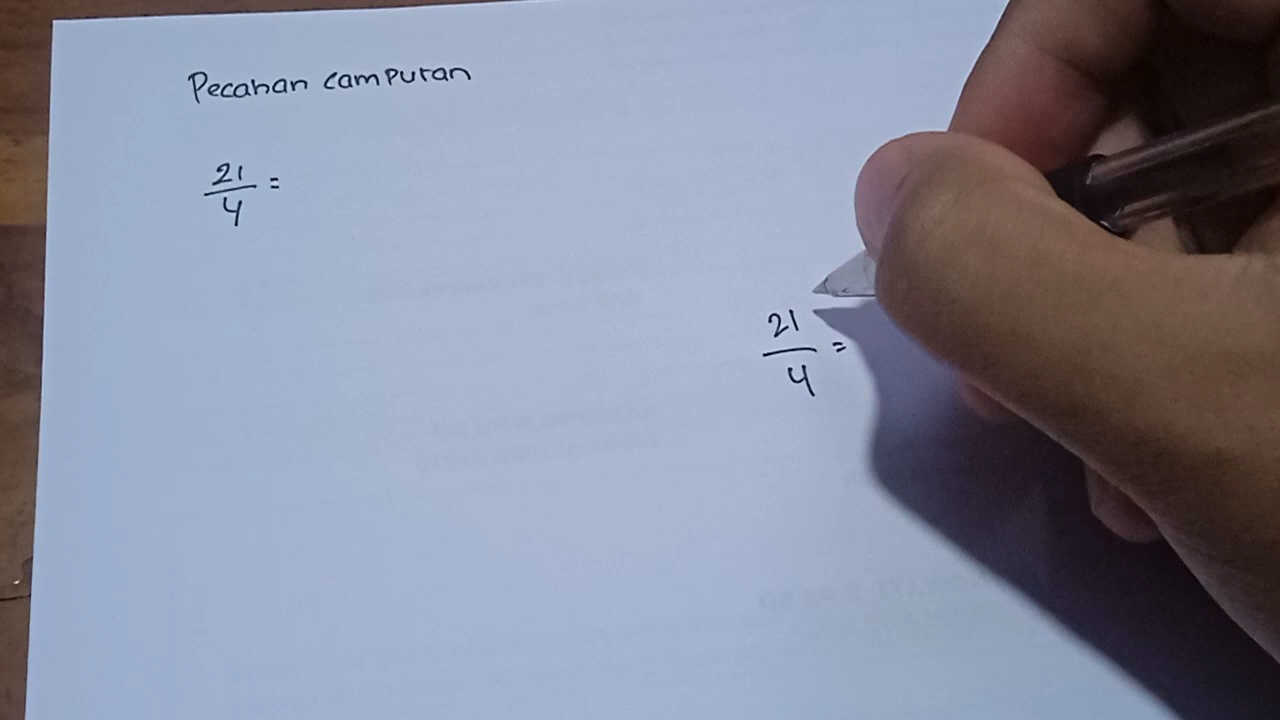 Pecahan campuran
21/4 =
21/4 =